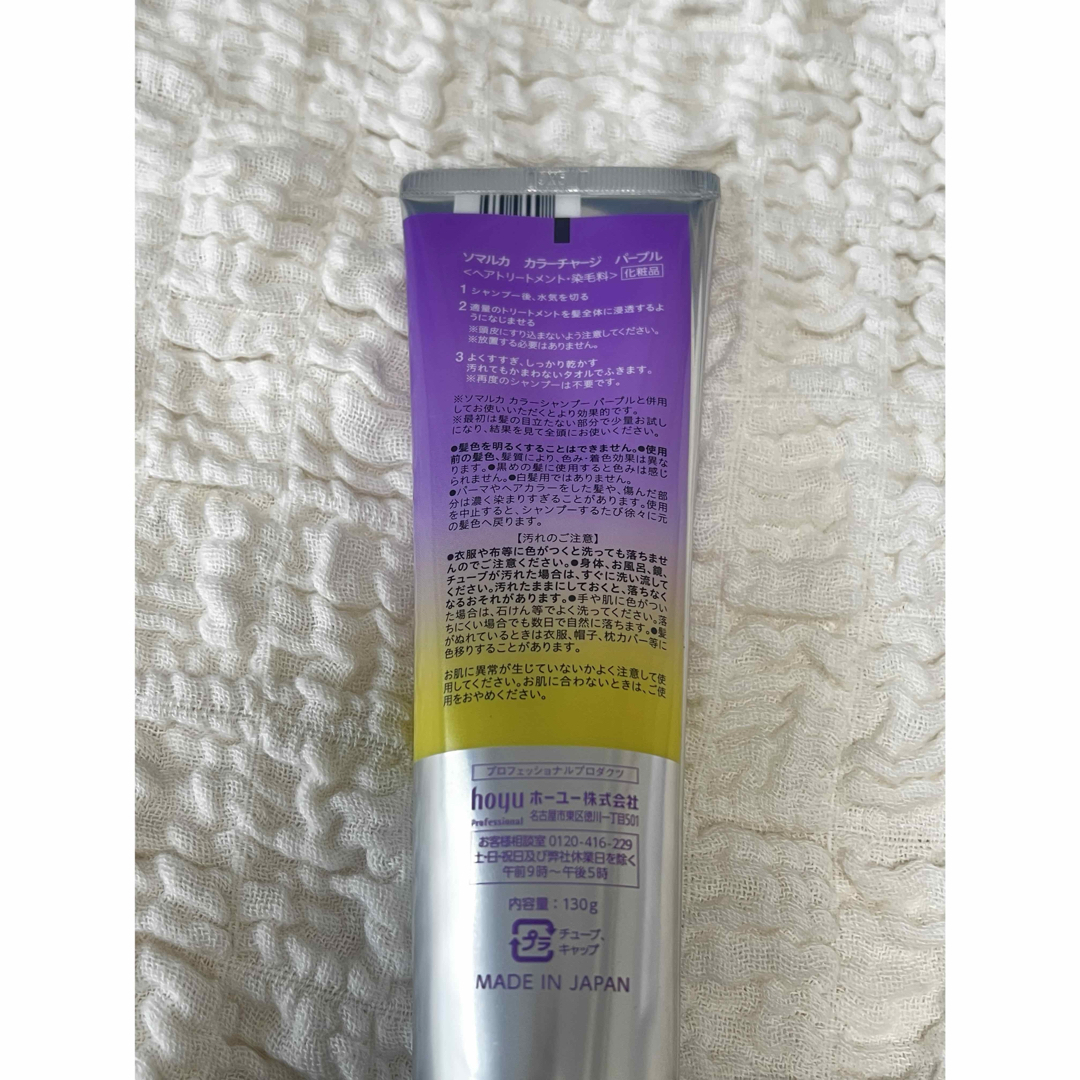 ソマルカ カラーチャージ パープル
<ヘアトリートメント・染毛料> 化粧品
1 シャンプー後、水気を切る
2 適量のトリートメントを髪全体に浸透するよ
うになじませる
※頭皮にすり込まないよう注意してください。
※放置する必要はありません。
3 よくすすぎ、しっかり乾かす
汚れてもかまわないタオルでふきます。
※再度のシャンプーは不要です。
※ソマルカ カラーシャンプー パープルと併用
してお使いいただくとより効果的です。
※最初は髪の目立たない部分で少量お試し
になり、結果を見て全頭にお使いください。
●髪色を明るくすることはできません。●使用
前の髪色、髪質により、色み・着色効果は異な
ります。●黒めの髪に使用すると色みは感じ
られません。●白髪用ではありません。
●パーマやヘアカラーをした髪や、傷んだ部
分は濃く染まりすぎることがあります。使用
を中止すると、シャンプーするたび徐々に元
の髪色へ戻ります。
【汚れのご注意】
●衣服や布等に色がつくと洗っても落ちませ
んのでご注意ください。●身体、お風呂、鏡、
チューブが汚れた場合は、すぐに洗い流して
ください。汚れたままにしておくと、落ちなく
なるおそれがあります。●手や肌に色がつい
た場合は、石けん等でよく洗ってください。落
ちにくい場合でも数日で自然に落ちます。●髪
がぬれているときは衣服、帽子、枕カバー等に
色移りすることがあります。
お肌に異常が生じていないかよく注意して使
用してください。お肌に合わないときは、ご使
用をおやめください。
プロフェッショナルプロダクツ
hoyu ホーユー株式会社
Professional 名古屋市東区徳川一丁目501
お客様相談室 0120-416-229
土・日・祝日及び弊社休業日を除く
午前9時〜午後5時
内容量：130g
プラ チューブ、
キャップ
MADE IN JAPAN